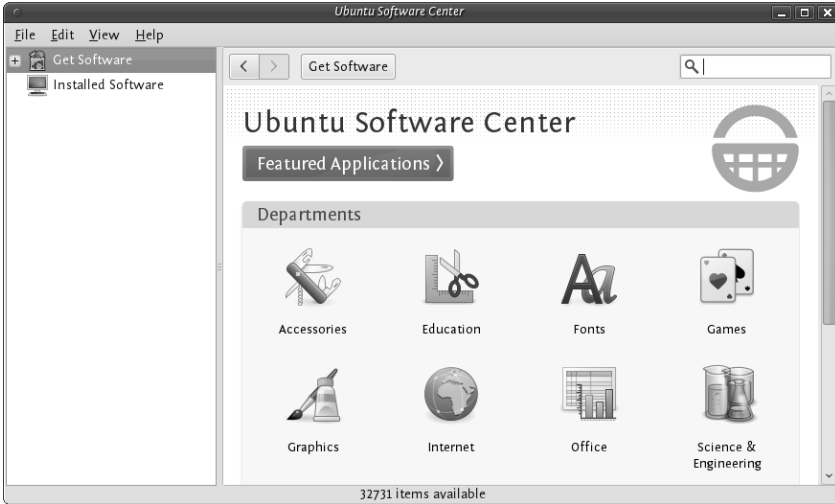 Ubuntu Software Center
File Edit View Help
Get Software
Installed Software
Get Software
Ubuntu Software Center
Featured Applications
Departments
Accessories
Education
Fonts
Games
Graphics
Internet
Office
Science &
Engineering
32731 items available